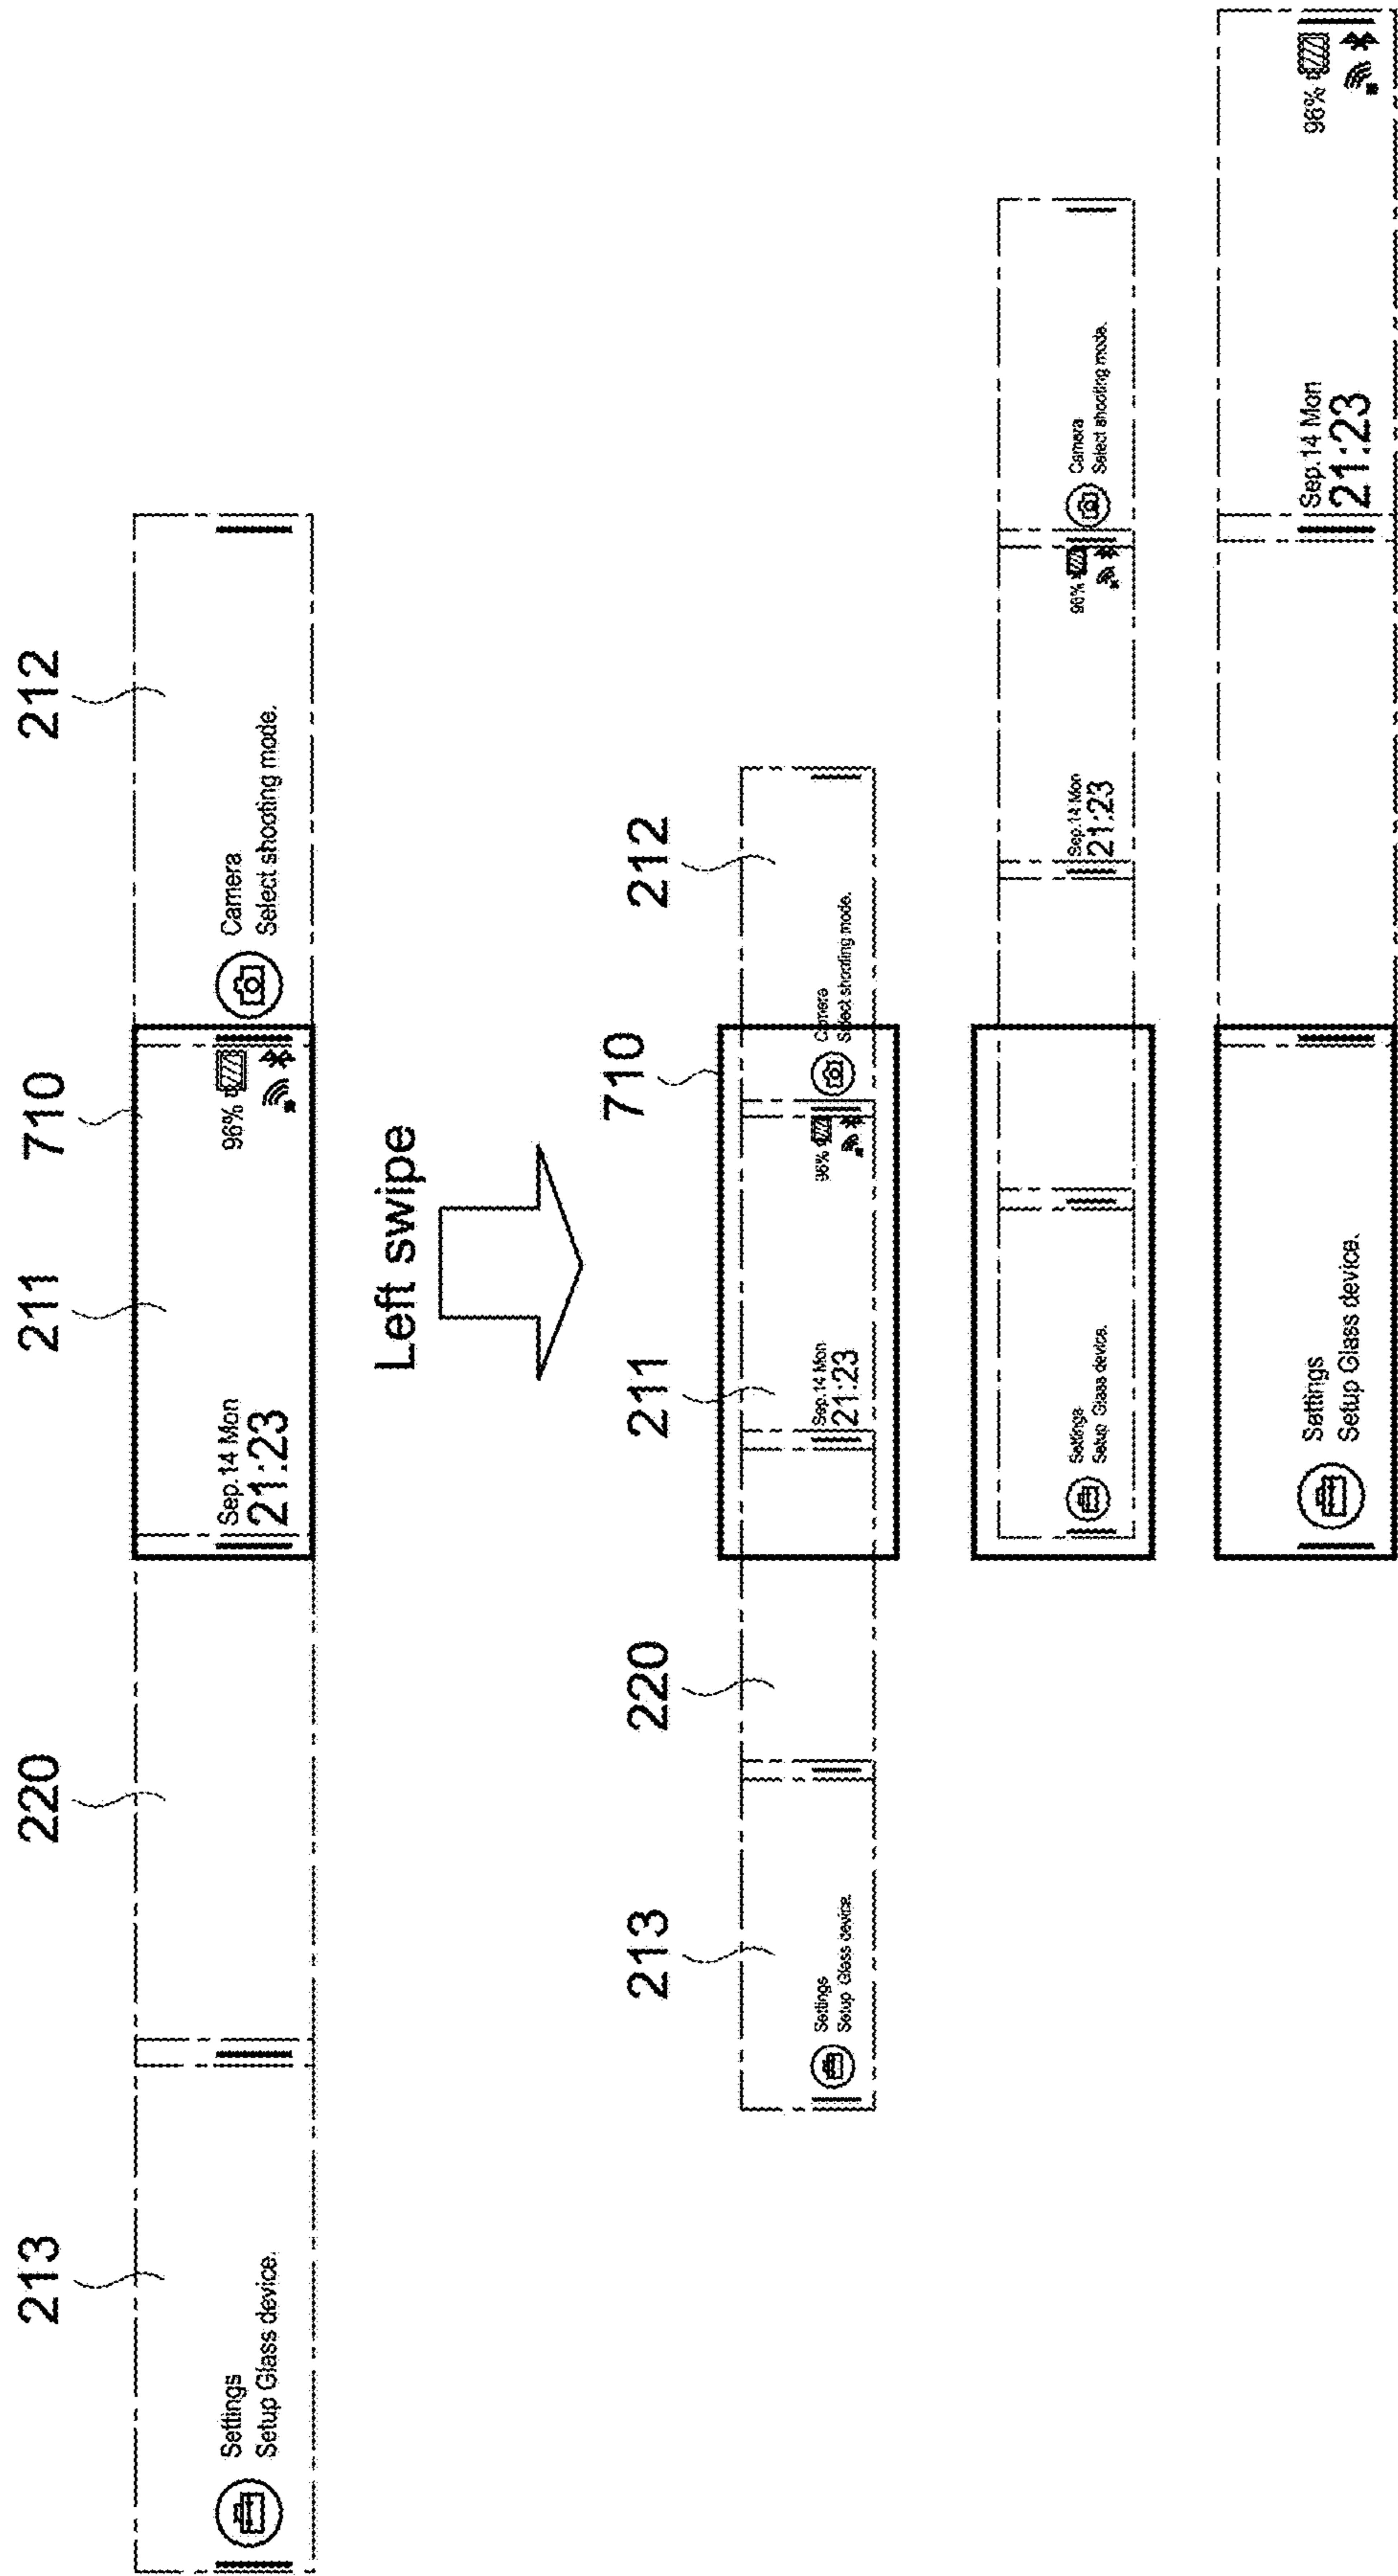 213
220
211
710
212
Settings
Setup Glass device.
Sep.14 Mon
21:23
96%
Camera
Select shooting mode.
Left swipe
213
220
211
710
212
Settings
Setup Glass device.
Sep.14 Mon
21:23
96%
Camera
Select shooting mode.
Settings
Setup Glass device.
Sep.14 Mon
21:23
96%
Camera
Select shooting mode.
Settings
Setup Glass device.
Sep.14 Mon
21:23
96%